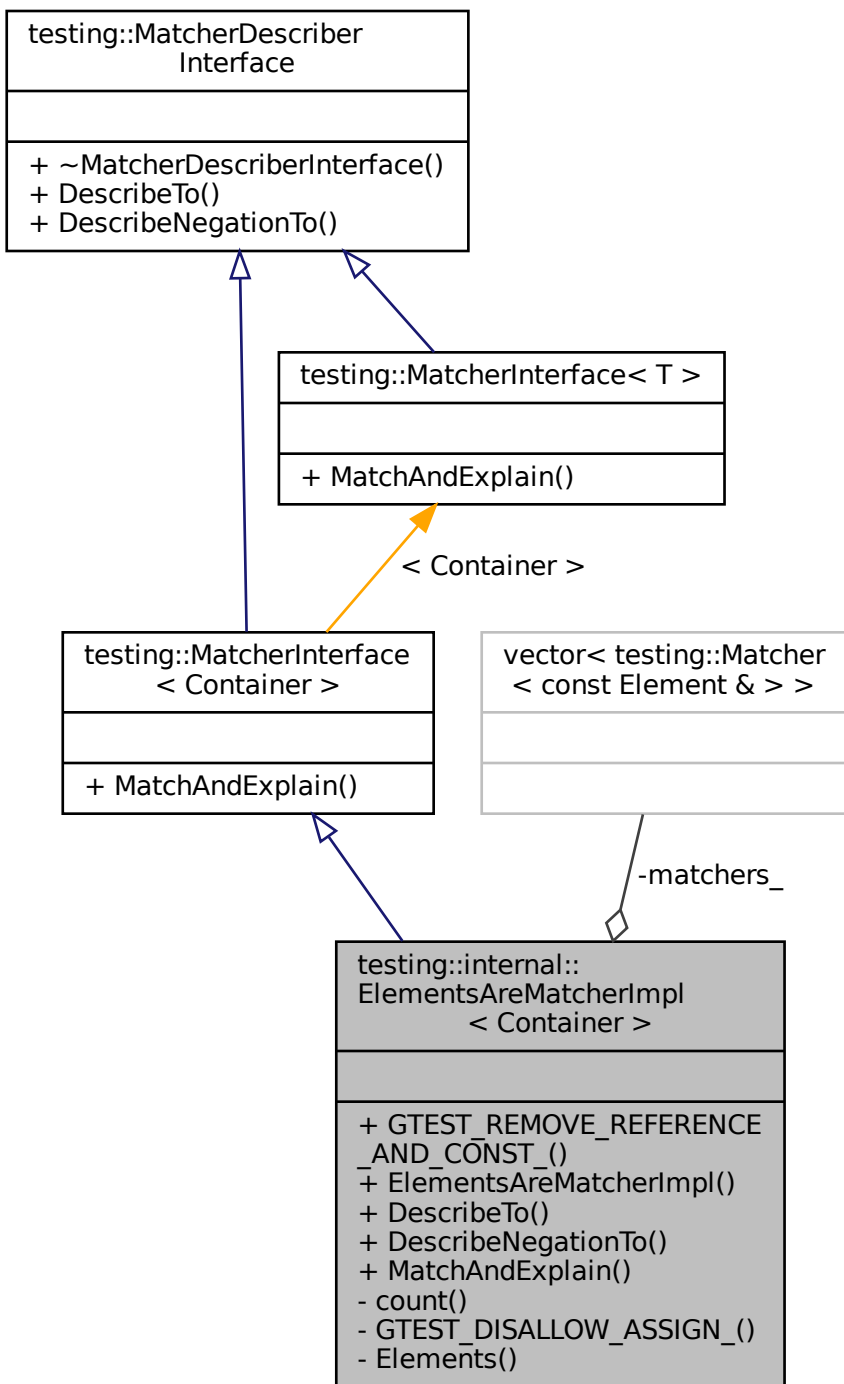 testing::MatcherDescriber
Interface
+ ~MatcherDescriberInterface()
+ DescribeTo()
+ DescribeNegationTo()
testing::MatcherInterface< T >
+ MatchAndExplain()
< Container >
testing::MatcherInterface
< Container >
+ MatchAndExplain()
vector< testing::Matcher
< const Element & > >
-matchers_
testing::internal::
ElementsAreMatcherImpl
< Container >
+ GTEST_REMOVE_REFERENCE
_AND_CONST_()
+ ElementsAreMatcherImpl()
+ DescribeTo()
+ DescribeNegationTo()
+ MatchAndExplain()
- count()
- GTEST_DISALLOW_ASSIGN_()
- Elements()